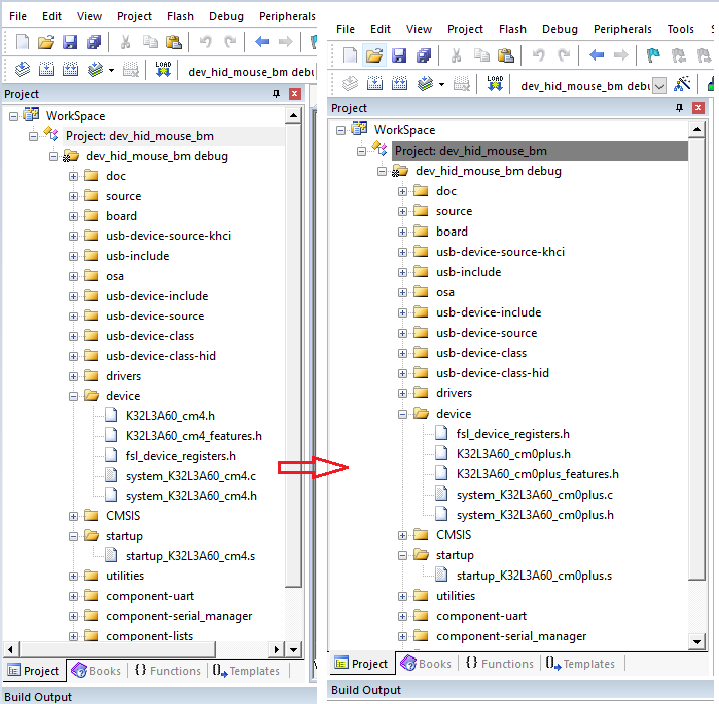 File Edit View Project Flash Debug Peripherals
LOAD
dev_hid_mouse_bm debu
Project
WorkSpace
Project: dev_hid_mouse_bm
dev_hid_mouse_bm debug
doc
source
board
usb-device-source-khci
usb-include
osa
usb-device-include
usb-device-source
usb-device-class
usb-device-class-hid
drivers
device
K32L3A60_cm4.h
K32L3A60_cm4_features.h
fsl_device_registers.h
system_K32L3A60_cm4.c
system_K32L3A60_cm4.h
CMSIS
startup
startup_K32L3A60_cm4.s
utilities
component-uart
component-serial_manager
component-lists
Project Books {} Functions 0 Templates
Build Output
File Edit View Project Flash Debug Peripherals Tools
LOAD
dev_hid_mouse_bm debu
Project
WorkSpace
Project: dev_hid_mouse_bm
dev_hid_mouse_bm debug
doc
source
board
usb-device-source-khci
usb-include
osa
usb-device-include
usb-device-source
usb-device-class
usb-device-class-hid
drivers
device
fsl_device_registers.h
K32L3A60_cm0plus.h
K32L3A60_cm0plus_features.h
system_K32L3A60_cm0plus.c
system_K32L3A60_cm0plus.h
CMSIS
startup
startup_K32L3A60_cm0plus.s
utilities
component-uart
component-serial_manager
Project Books {} Functions 0 Templates
Build Output